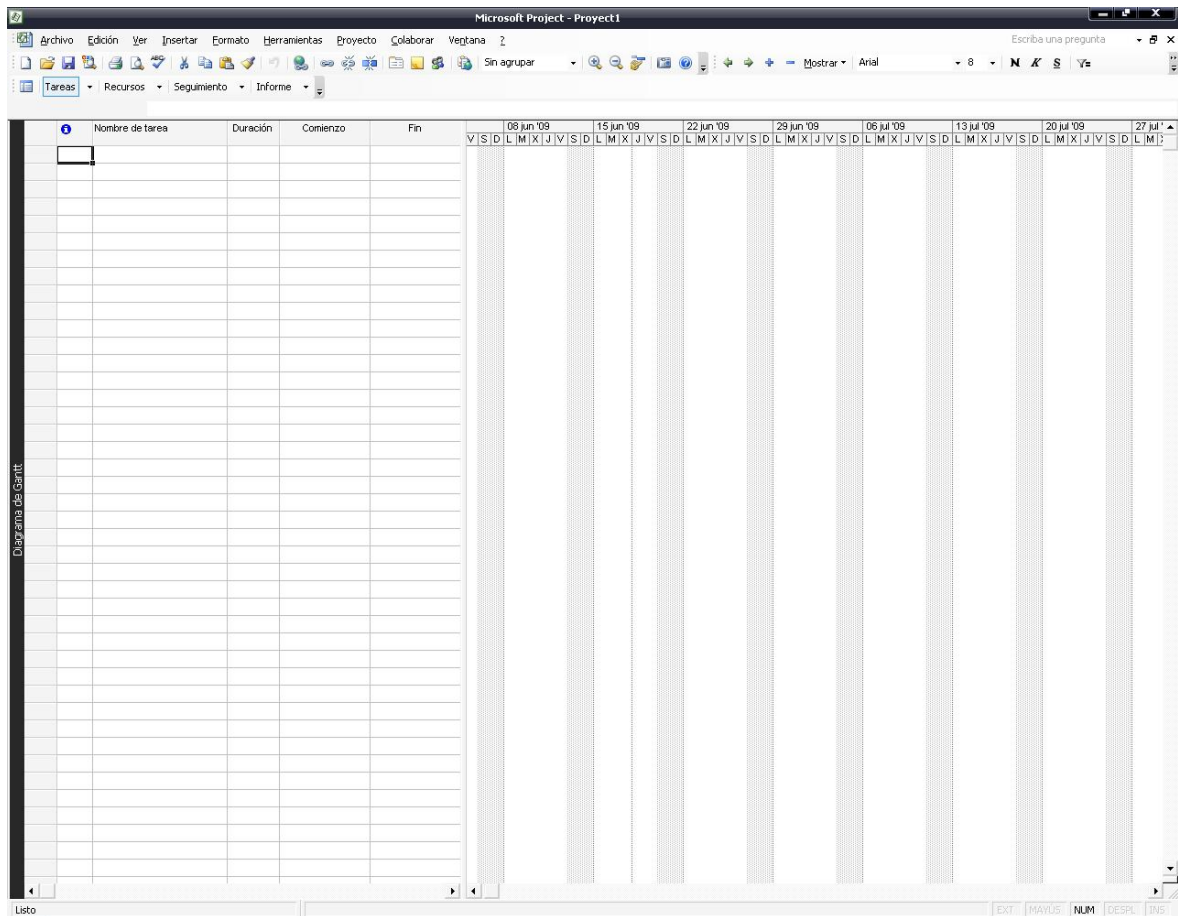 Microsoft Project - Proyect1
Archivo Edición Ver Insertar Formato Herramientas Proyecto Colaborar Ventana ? Escriba una pregunta
Sin agrupar Mostrar Arial 8 N K S
Tareas Recursos Seguimiento Informe
Nombre de tarea Duración Comienzo Fin 08 jun '09 15 jun '09 22 jun '09 29 jun '09 06 jul '09 13 jul '09 20 jul '09 27 jul '
V S D L M X J V S D L M X J V S D L M X J V S D L M X J V S D L M X J V S D L M X J V S D L M X J V S D L M
Diagrama de Gantt
Listo EXT MAYÚS NUM DESPL INS